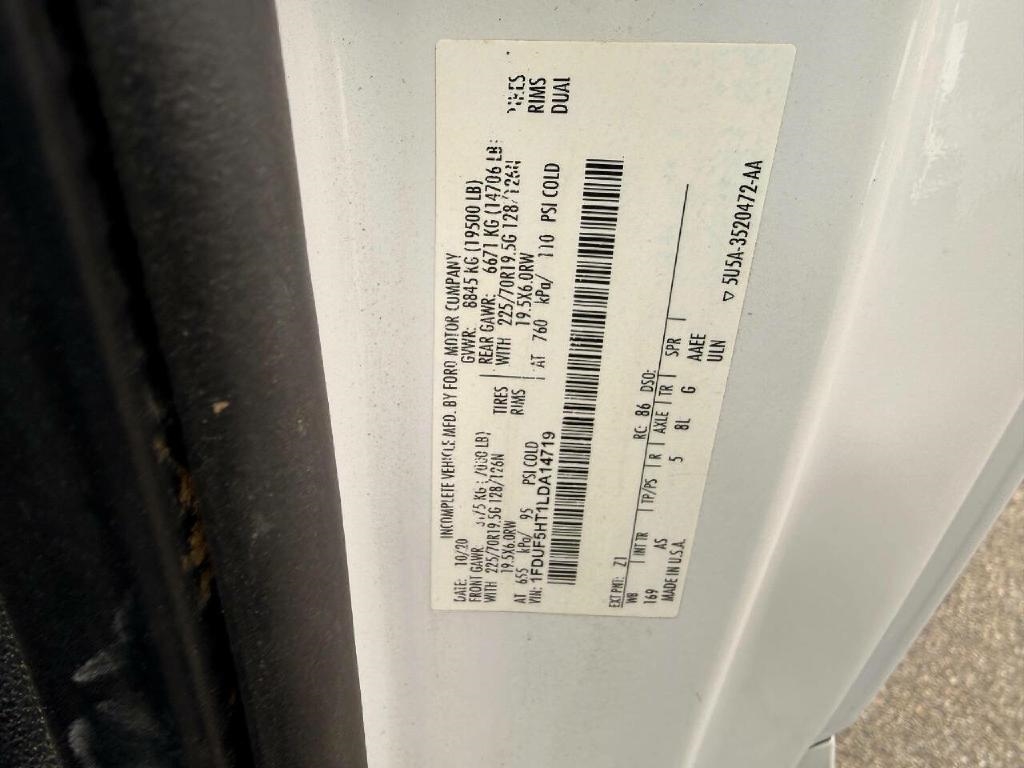 INCOMPLETE VEHICLE MFD. BY FORD MOTOR COMPANY
DATE: 10/20 GVWR: 8845 KG (19500 LB)
FRONT GAWR: KG LB) REAR GAWR: 6671 KG (14706 LB)
WITH 225/70R19.5G 128/126N TIRES WITH 225/70R19.5G 128/126N TIRES
19.5X6.0RW RIMS 19.5X6.0RW RIMS
AT 655 kPa/ 95 PSI COLD AT 760 kPa/ 110 PSI COLD DUAL
VIN: 1FDUF5HT1LDA14719
EXT PNT: Z1 RC: 86 DSO:
WB INT TR TP/PS R AXLE TR SPR
169 AS 5 8L G AAEE
MADE IN U.S.A. ULN
▽ 5U5A-3520472-AA